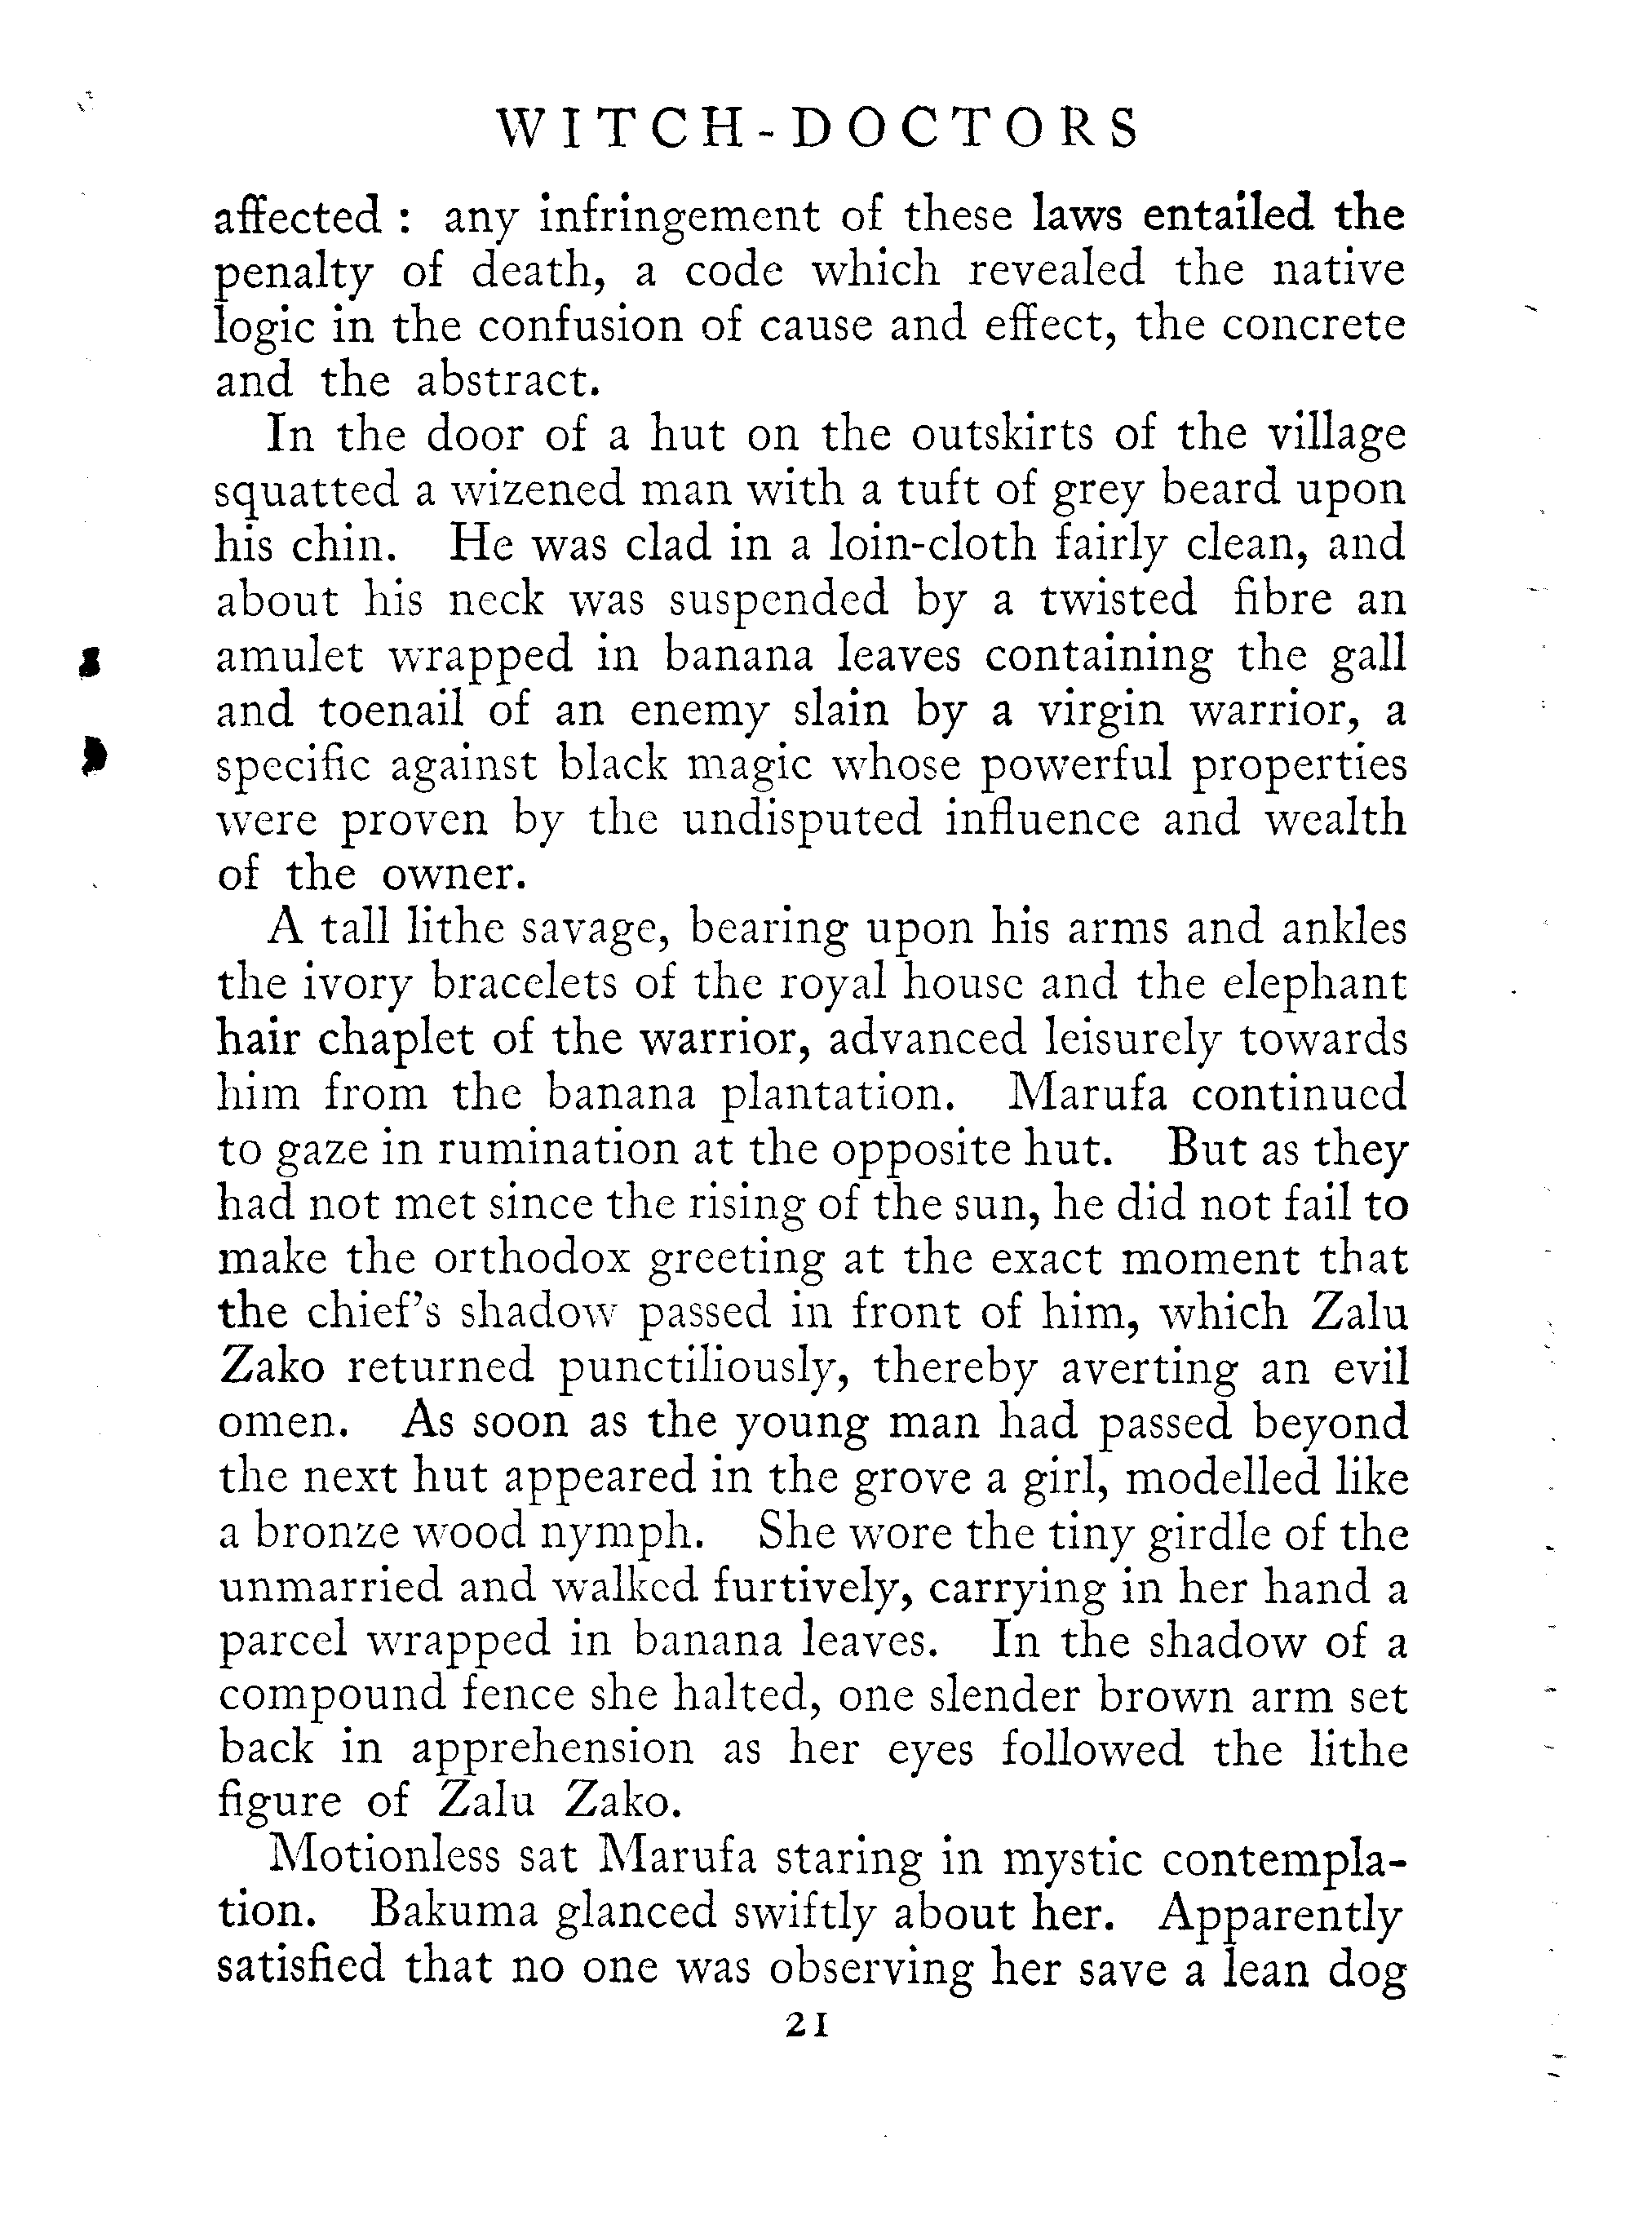 WITCH-DOCTORS
affected : any infringement of these laws entailed the
penalty of death, a code which revealed the native
logic in the confusion of cause and effect, the concrete
and the abstract.
In the door of a hut on the outskirts of the village
squatted a wizened man with a tuft of grey beard upon
his chin. He was clad in a loin-cloth fairly clean, and
about his neck was suspended by a twisted fibre an
amulet wrapped in banana leaves containing the gall
and toenail of an enemy slain by a virgin warrior, a
specific against black magic whose powerful properties
were proven by the undisputed influence and wealth
of the owner.
A tall lithe savage, bearing upon his arms and ankles
the ivory bracelets of the royal house and the elephant
hair chaplet of the warrior, advanced leisurely towards
him from the banana plantation. Marufa continued
to gaze in rumination at the opposite hut. But as they
had not met since the rising of the sun, he did not fail to
make the orthodox greeting at the exact moment that
the chief's shadow passed in front of him, which Zalu
Zako returned punctiliously, thereby averting an evil
omen. As soon as the young man had passed beyond
the next hut appeared in the grove a girl, modelled like
a bronze wood nymph. She wore the tiny girdle of the
unmarried and walked furtively, carrying in her hand a
parcel wrapped in banana leaves. In the shadow of a
compound fence she halted, one slender brown arm set
back in apprehension as her eyes followed the lithe
figure of Zalu Zako.
Motionless sat Marufa staring in mystic contempla-
tion. Bakuma glanced swiftly about her. Apparently
satisfied that no one was observing her save a lean dog
21